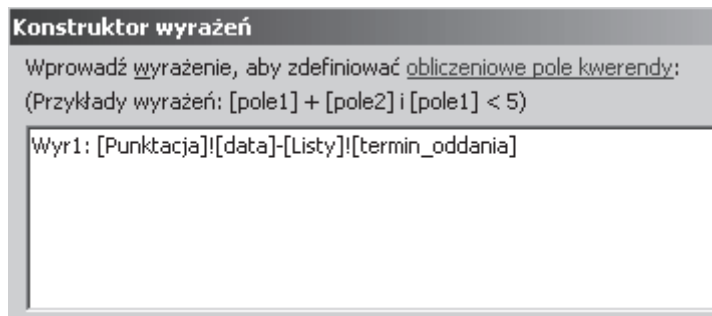 Konstruktor wyrażeń
Wprowadź wyrażenie, aby zdefiniować obliczeniowe pole kwerendy:
(Przykłady wyrażeń: [pole1] + [pole2] i [pole1] < 5)
Wyr1: [Punktacja]![data]-[Listy]![termin_oddania]